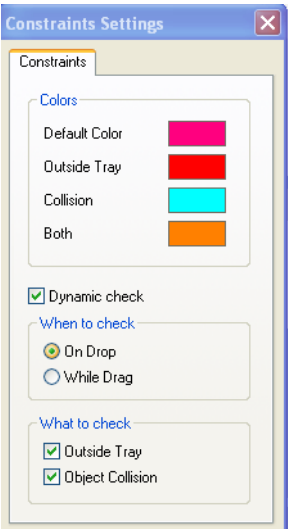 Constraints Settings
Constraints
Colors
Default Color
Outside Tray
Collision
Both
Dynamic check
When to check
On Drop
While Drag
What to check
Outside Tray
Object Collision